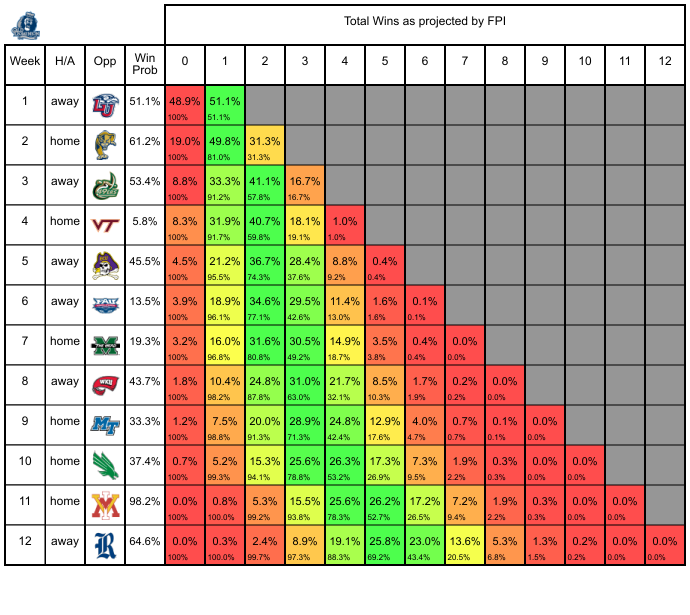 Total Wins as projected by FPI
Week H/A Opp Win Prob 0 1 2 3 4 5 6 7 8 9 10 11 12
1 away LU 51.1% 48.9% 51.1%
100% 51.1%
2 home 61.2% 19.0% 49.8% 31.3%
100% 81.0% 31.3%
3 away 53.4% 8.8% 33.3% 41.1% 16.7%
100% 91.2% 57.8% 16.7%
4 home VT 5.8% 8.3% 31.9% 40.7% 18.1% 1.0%
100% 91.7% 59.8% 19.1% 1.0%
5 away 45.5% 4.5% 21.2% 36.7% 28.4% 8.8% 0.4%
100% 95.5% 74.3% 37.6% 9.2% 0.4%
6 away FAU 13.5% 3.9% 18.9% 34.6% 29.5% 11.4% 1.6% 0.1%
100% 96.1% 77.1% 42.6% 13.0% 1.6% 0.1%
7 home M 19.3% 3.2% 16.0% 31.6% 30.5% 14.9% 3.5% 0.4% 0.0%
100% 96.8% 80.8% 49.2% 18.7% 3.8% 0.4% 0.0%
8 away WKU 43.7% 1.8% 10.4% 24.8% 31.0% 21.7% 8.5% 1.7% 0.2% 0.0%
100% 98.2% 87.8% 63.0% 32.1% 10.3% 1.9% 0.2% 0.0%
9 home MT 33.3% 1.2% 7.5% 20.0% 28.9% 24.8% 12.9% 4.0% 0.7% 0.1% 0.0%
100% 98.8% 91.3% 71.3% 42.4% 17.6% 4.7% 0.7% 0.1% 0.0%
10 home 37.4% 0.7% 5.2% 15.3% 25.6% 26.3% 17.3% 7.3% 1.9% 0.3% 0.0% 0.0%
100% 99.3% 94.1% 78.8% 53.2% 26.9% 9.5% 2.2% 0.3% 0.0% 0.0%
11 home VMI 98.2% 0.0% 0.8% 5.3% 15.5% 25.6% 26.2% 17.2% 7.2% 1.9% 0.3% 0.0% 0.0%
100% 100.0% 99.2% 93.8% 78.3% 52.7% 26.5% 9.4% 2.2% 0.3% 0.0% 0.0%
12 away R 64.6% 0.0% 0.3% 2.4% 8.9% 19.1% 25.8% 23.0% 13.6% 5.3% 1.3% 0.2% 0.0% 0.0%
100% 100.0% 99.7% 97.3% 88.3% 69.2% 43.4% 20.5% 6.8% 1.5% 0.2% 0.0% 0.0%